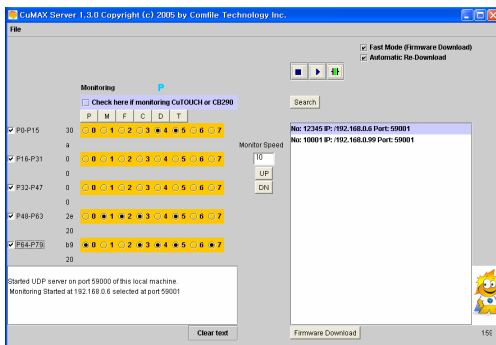 CuMAX Server 1.3.0 Copyright (c) 2005 by Comfile Technology Inc.
File
Fast Mode (Firmware Download)
Automatic Re-Download
Monitoring P
Check here if monitoring CuTOUCH or CB290
Search
P M F C D T
No: 12345 IP: /192.168.0.6 Port: 59001
P0-P15 30 0 1 2 3 4 5 6 7
No: 10001 IP: /192.168.0.99 Port: 59001
a
Monitor Speed
P16-P31 0 0 1 2 3 4 5 6 7
10
0
UP
P32-P47 0 0 1 2 3 4 5 6 7
DN
0
P48-P63 2e 0 1 2 3 4 5 6 7
20
P64-P79 b9 0 1 2 3 4 5 6 7
20
Started UDP server on port 59000 of this local machine.
Monitoring Started at 192.168.0.6 selected at port 59001
Clear text
Firmware Download
159